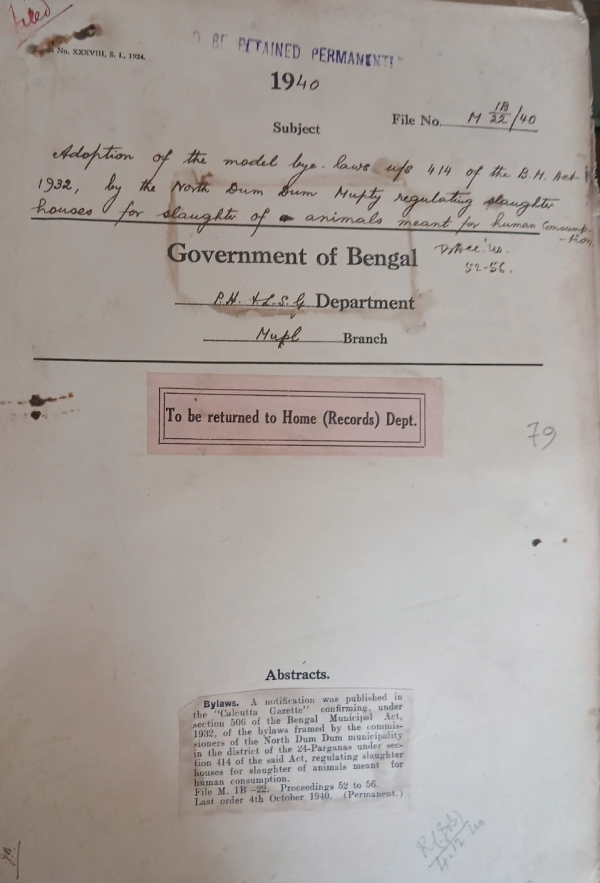 Filed
No. XXXVIII, S. I., 1924.
TO BE RETAINED PERMANENTLY
1940
File No. M 1B/22/40
Subject
Adoption of the model bye-laws u/s 414 of the B.M. Act
1932, by the North Dum Dum Mupty regulating slaughter
houses for slaughter of animals meant for human consump-
-tion
Government of Bengal
52-56.
P.H. & L.S.G Department
Mupl Branch
To be returned to Home (Records) Dept.
79
Abstracts.
Bylaws. A notification was published in
the "Calcutta Gazette" confirming, under
section 506 of the Bengal Municipal Act,
1932, of the bylaws framed by the commis-
sioners of the North Dum Dum municipality
in the district of the 24-Parganas under sec-
tion 414 of the said Act, regulating slaughter
houses for slaughter of animals meant for
human consumption.
File M. 1B-22. Proceedings 52 to 56.
Last order 4th October 1940. (Permanent.)